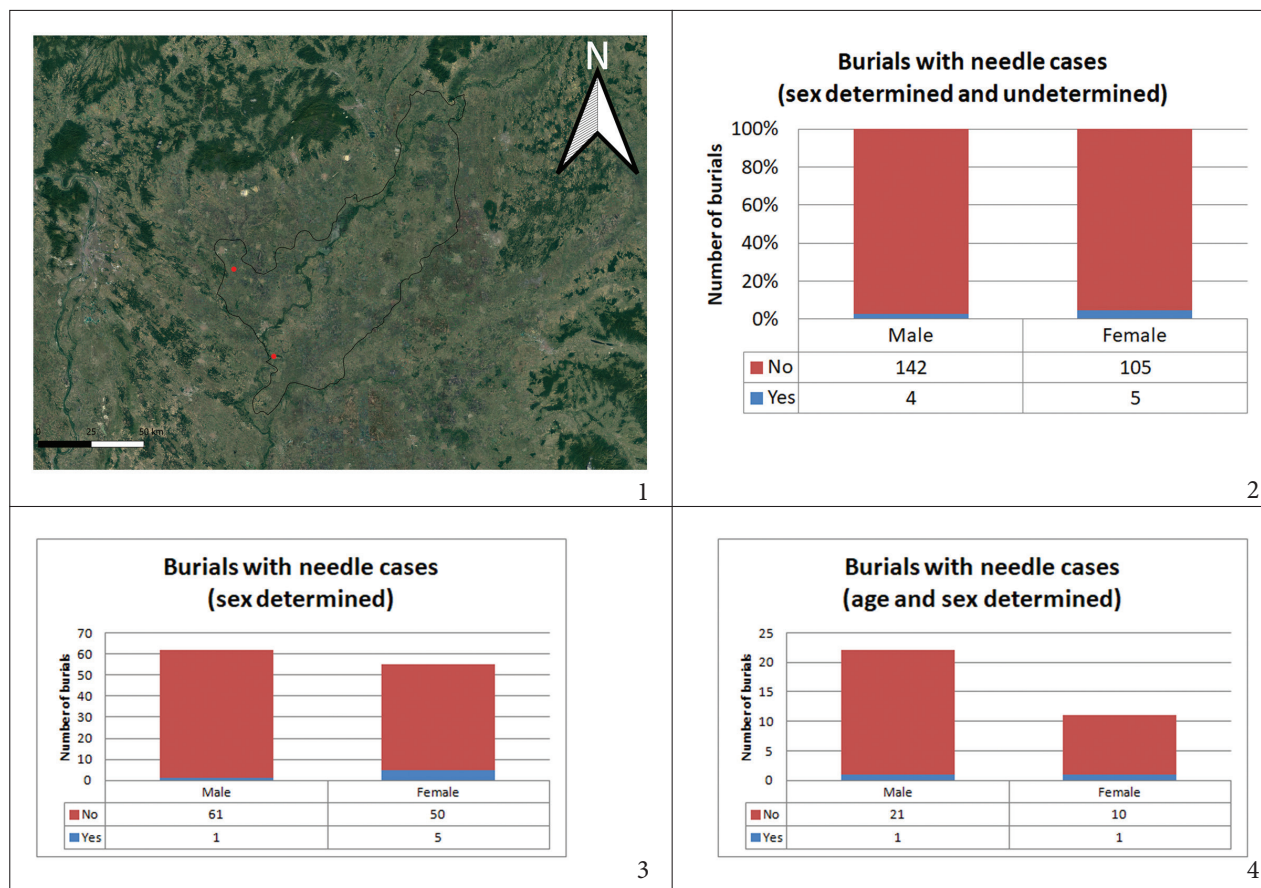 N
0 25 50 km
1
Burials with needle cases
(sex determined and undetermined)
Number of burials
100%
80%
60%
40%
20%
0%
Male Female
No 142 105
Yes 4 5
2
Burials with needle cases
(sex determined)
Number of burials
70
60
50
40
30
20
10
0
Male Female
No 61 50
Yes 1 5
3
Burials with needle cases
(age and sex determined)
Number of burials
25
20
15
10
5
0
Male Female
No 21 10
Yes 1 1
4